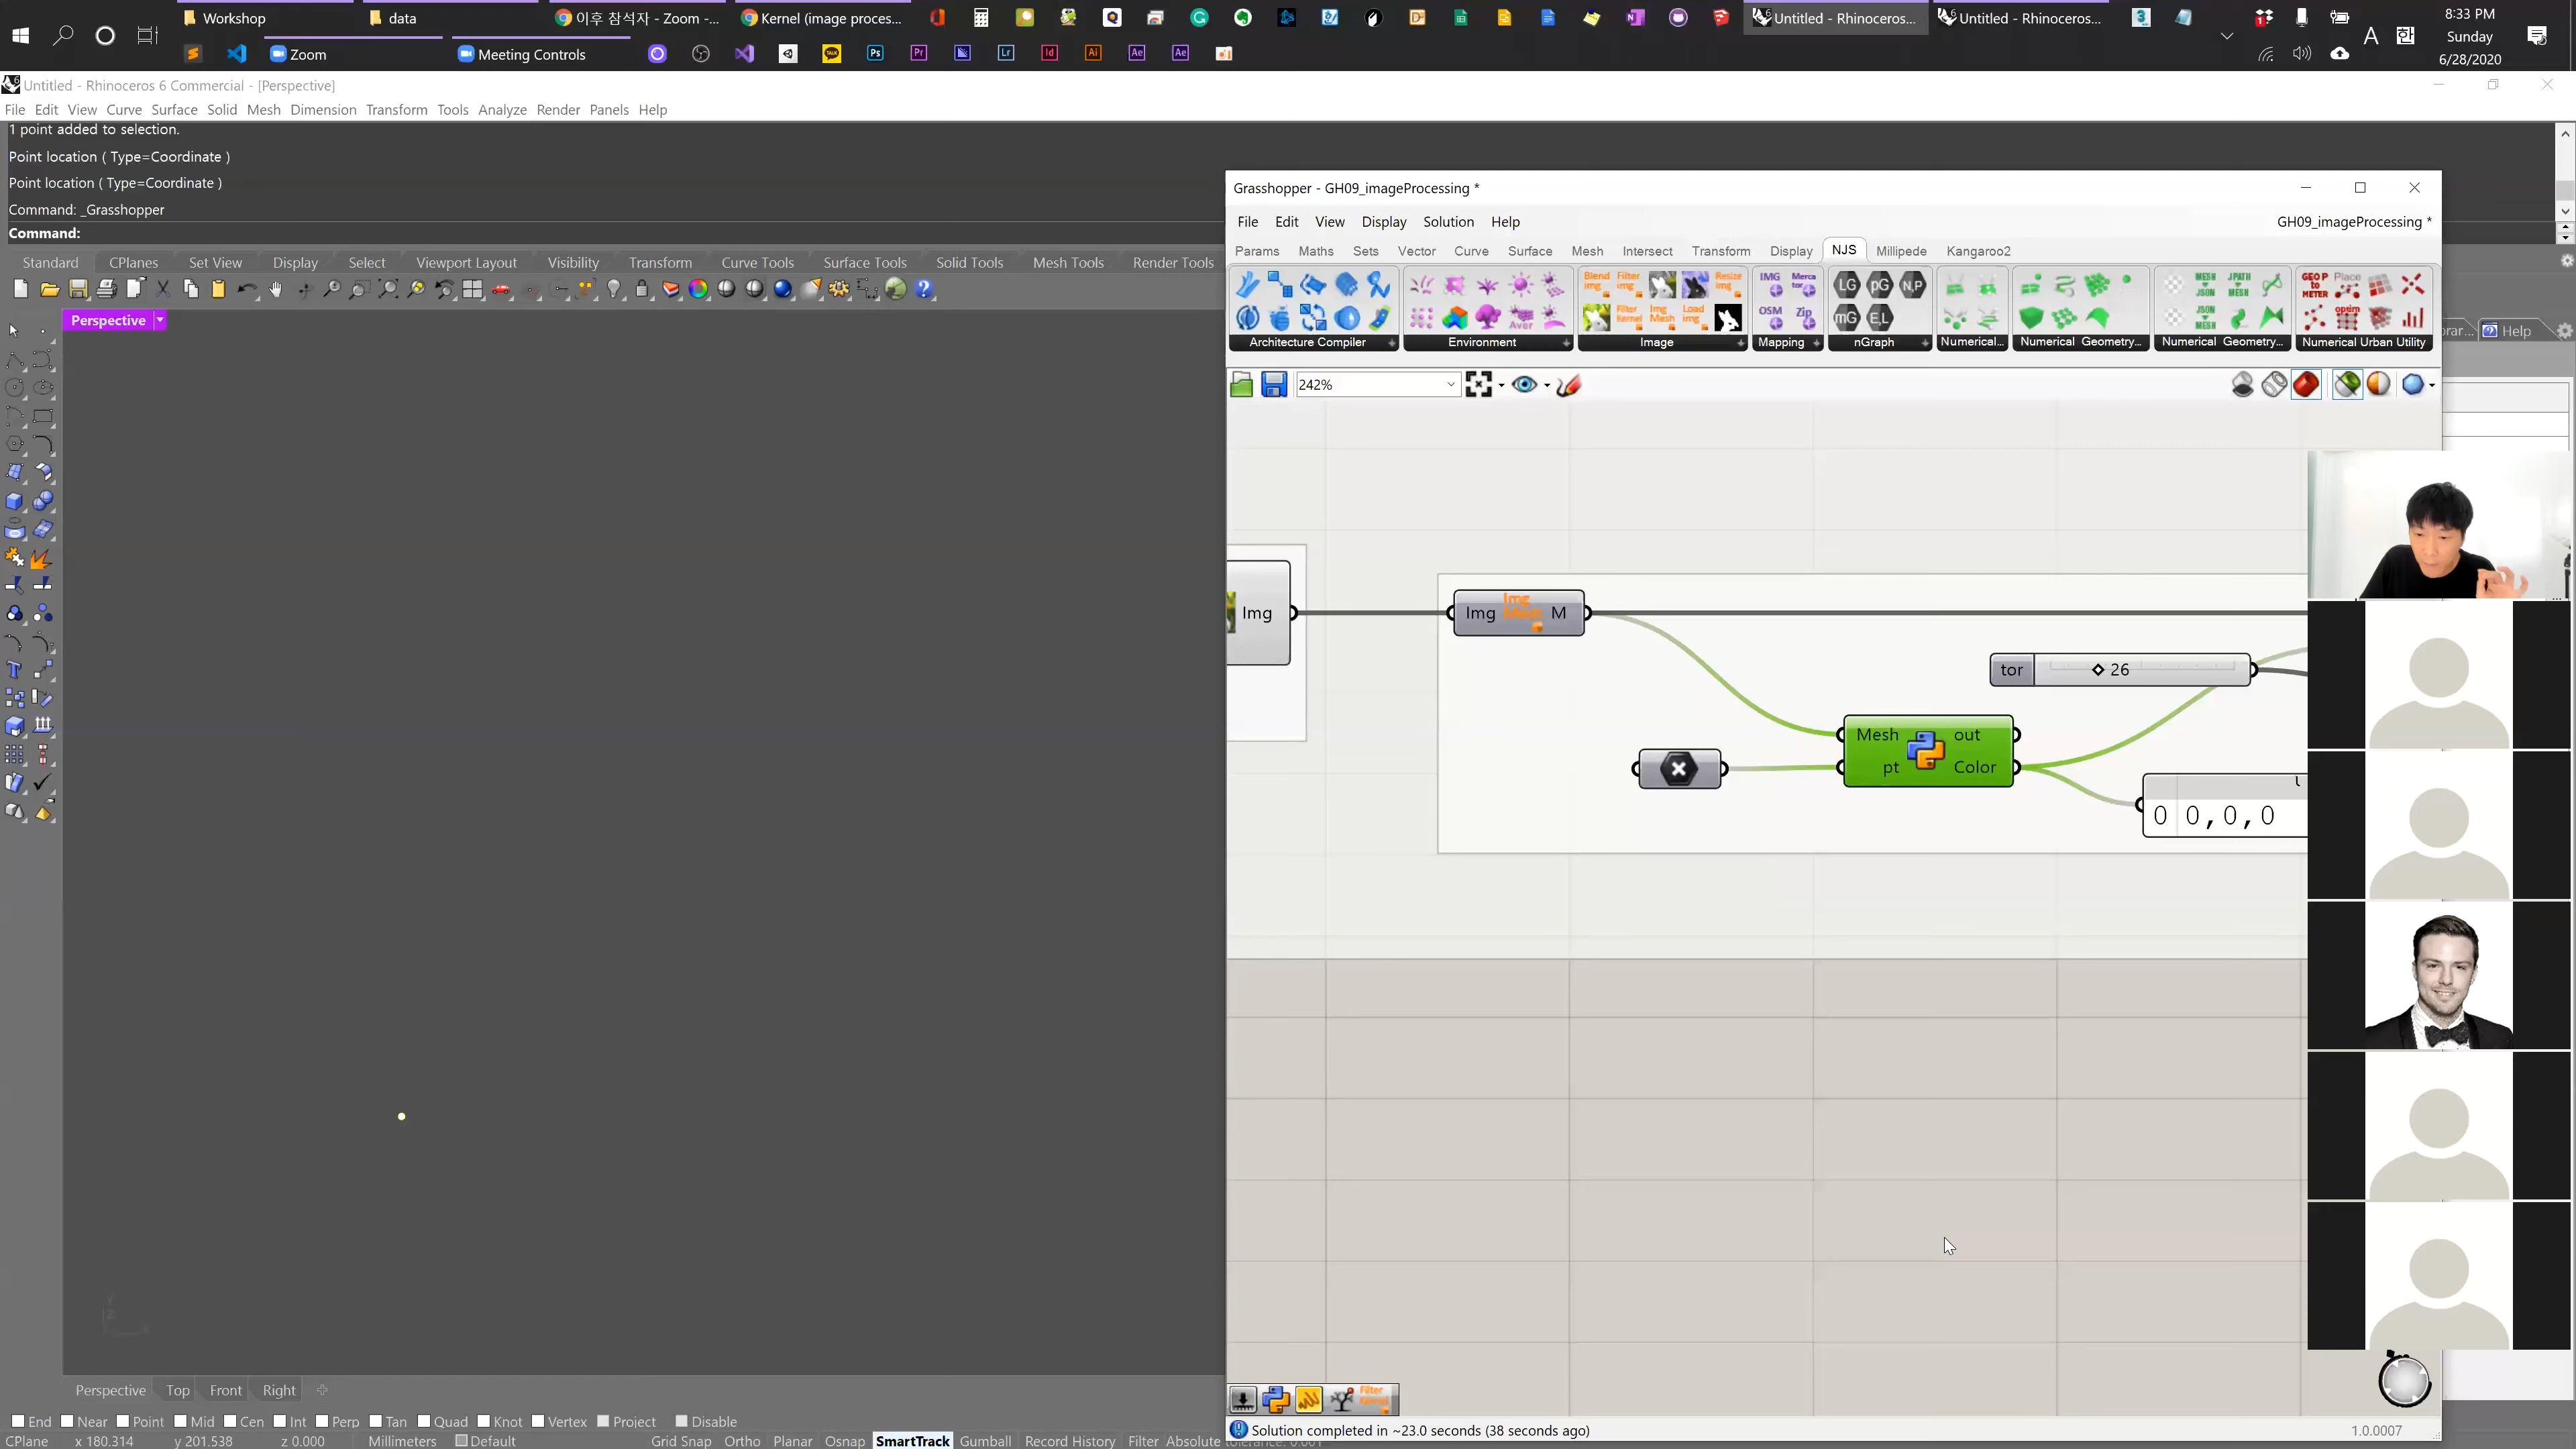 Workshop
data
이후 참석자 - Zoom -...
Kernel (image proces...
Untitled - Rhinoceros...
Untitled - Rhinoceros...
8:33 PM
Zoom
Meeting Controls
Sunday
6/28/2020
Untitled - Rhinoceros 6 Commercial - [Perspective]
File Edit View Curve Surface Solid Mesh Dimension Transform Tools Analyze Render Panels Help
1 point added to selection.
Point location ( Type=Coordinate )
Point location ( Type=Coordinate )
Command: _Grasshopper
Command:
Standard CPlanes Set View Display Select Viewport Layout Visibility Transform Curve Tools Surface Tools Solid Tools Mesh Tools Render Tools
Perspective
Help
Grasshopper - GH09_imageProcessing *
File Edit View Display Solution Help
GH09_imageProcessing *
Params Maths Sets Vector Curve Surface Mesh Intersect Transform Display NJS Millipede Kangaroo2
Architecture Compiler Environment Image Mapping nGraph Numerical... Numerical Geometry... Numerical Geometry... Numerical Urban Utility
242%
Img
Img Img Mesh M
tor 26
Mesh out
pt Color
0 0,0,0
Perspective Top Front Right
End Near Point Mid Cen Int Perp Tan Quad Knot Vertex Project Disable
CPlane x 180.314 y 201.538 z 0.000 Millimeters Default Grid Snap Ortho Planar Osnap SmartTrack Gumball Record History Filter Absolute tolerance: 0.001
Solution completed in ~23.0 seconds (38 seconds ago)
1.0.0007